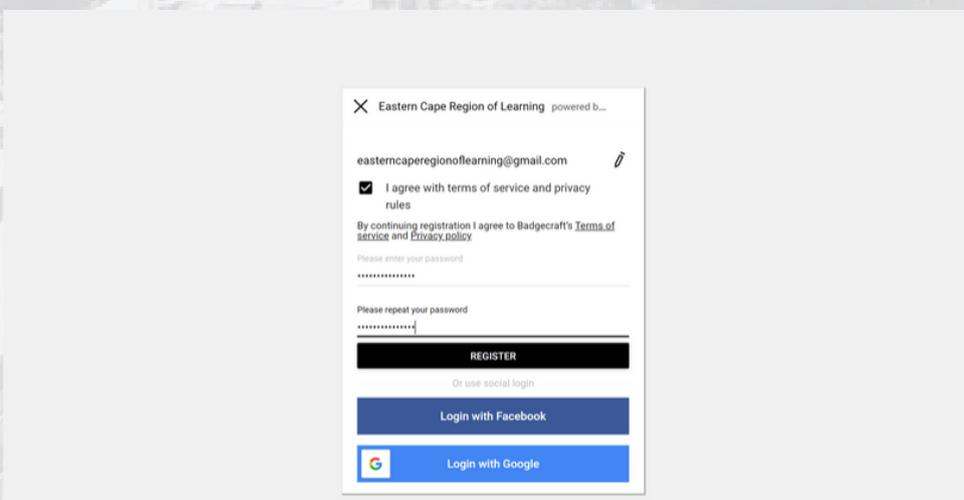 Eastern Cape Region of Learning powered b...
easterncaperegionoflearning@gmail.com
I agree with terms of service and privacy
rules
By continuing registration I agree to Badgecraft's Terms of
service and Privacy policy
Please enter your password
•••••••••••••••
Please repeat your password
•••••••••••••••
REGISTER
Or use social login
Login with Facebook
G Login with Google